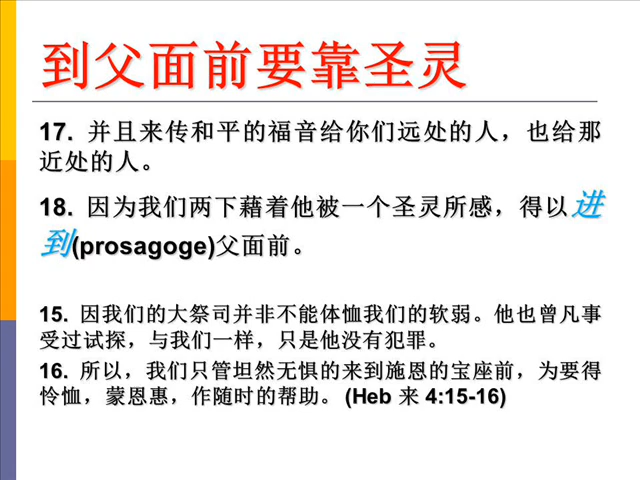 到父面前要靠圣灵
17. 并且来传和平的福音给你们远处的人，也给那
近处的人。
18. 因为我们两下藉着他被一个圣灵所感，得以进
到(prosagoge)父面前。
15. 因我们的大祭司并非不能体恤我们的软弱。他也曾凡事
受过试探，与我们一样，只是他没有犯罪。
16. 所以，我们只管坦然无惧的来到施恩的宝座前，为要得
怜恤，蒙恩惠，作随时的帮助。 (Heb 来 4:15-16)